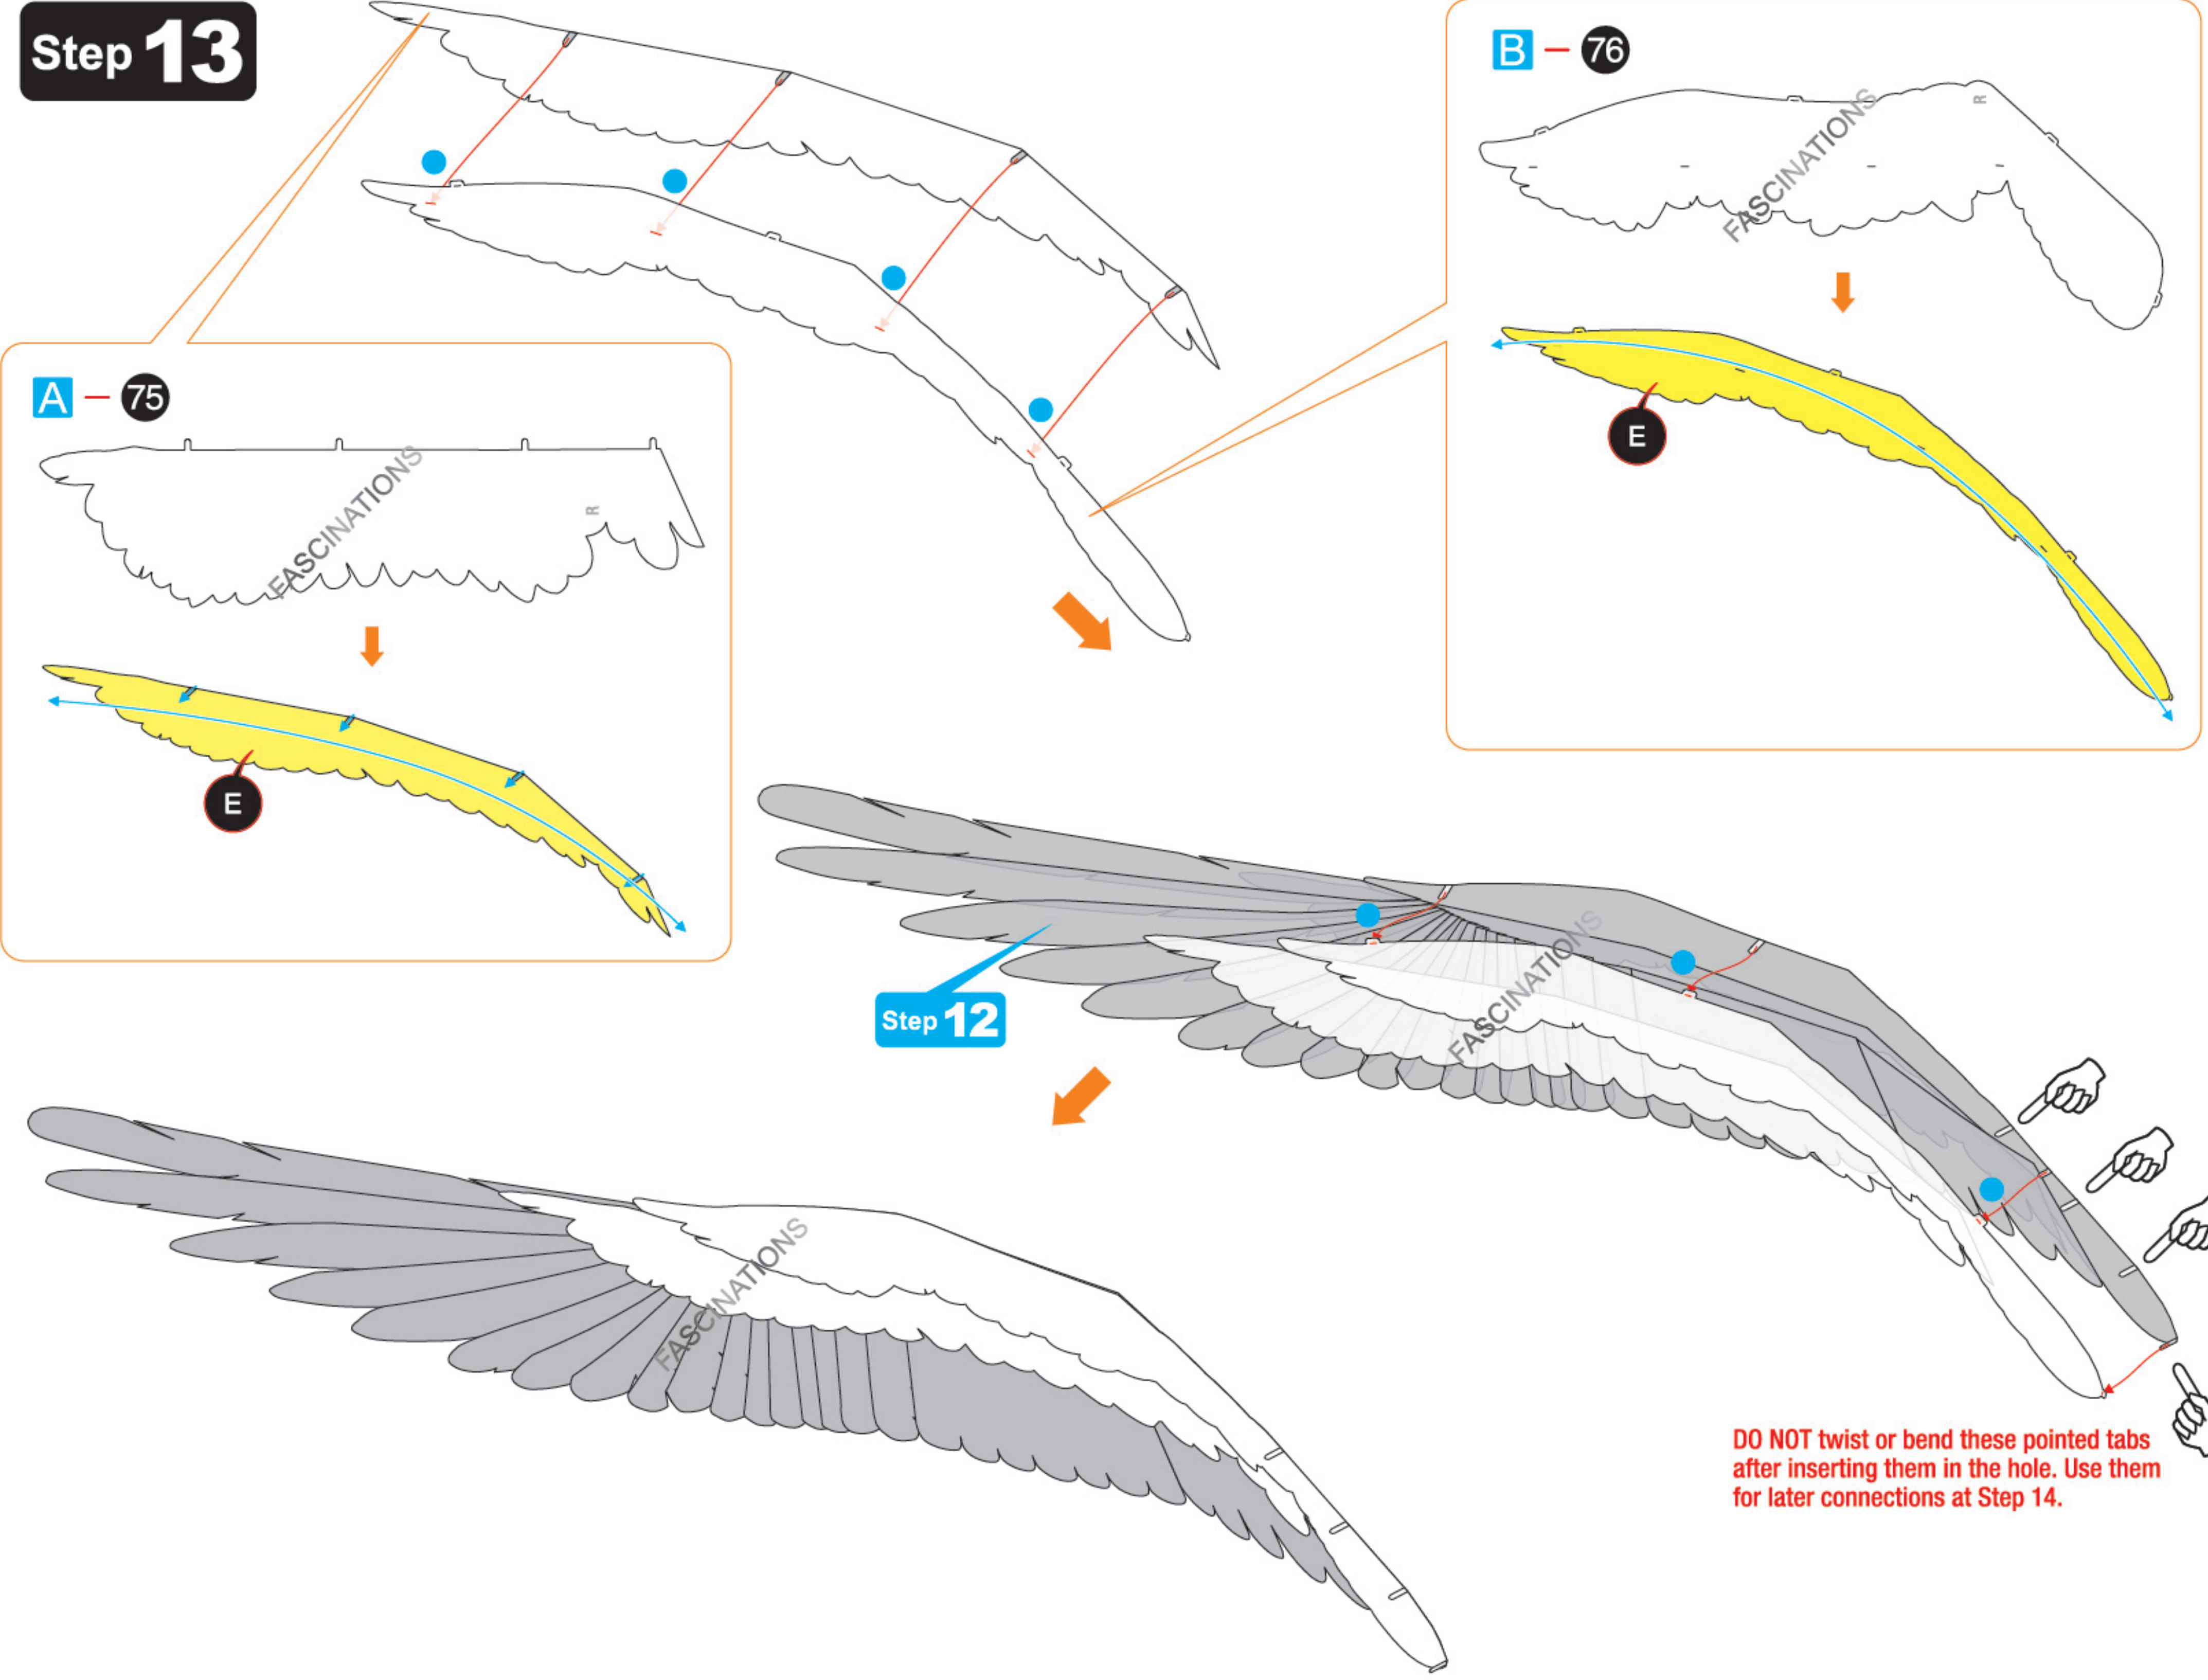 Step 13
B – 76
FASCINATIONS
R
E
A – 75
FASCINATIONS
R
E
Step 12
FASCINATIONS
FASCINATIONS
DO NOT twist or bend these pointed tabs
after inserting them in the hole. Use them
for later connections at Step 14.